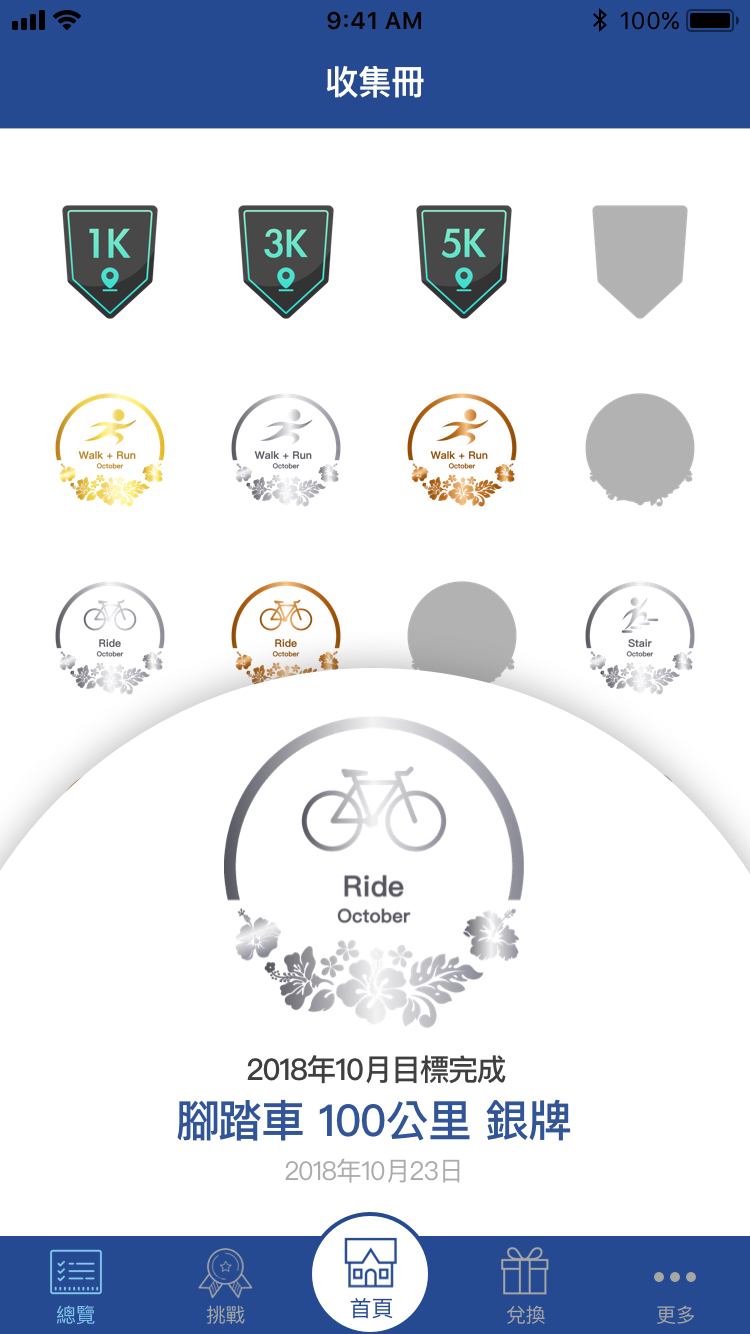 9:41 AM
100%
收集冊
1K
3K
5K
Walk + Run
October
Walk + Run
October
Walk + Run
October
Ride
October
Ride
October
Stair
October
Ride
October
2018年10月目標完成
腳踏車 100公里 銀牌
2018年10月23日
總覽
挑戰
首頁
兌換
更多